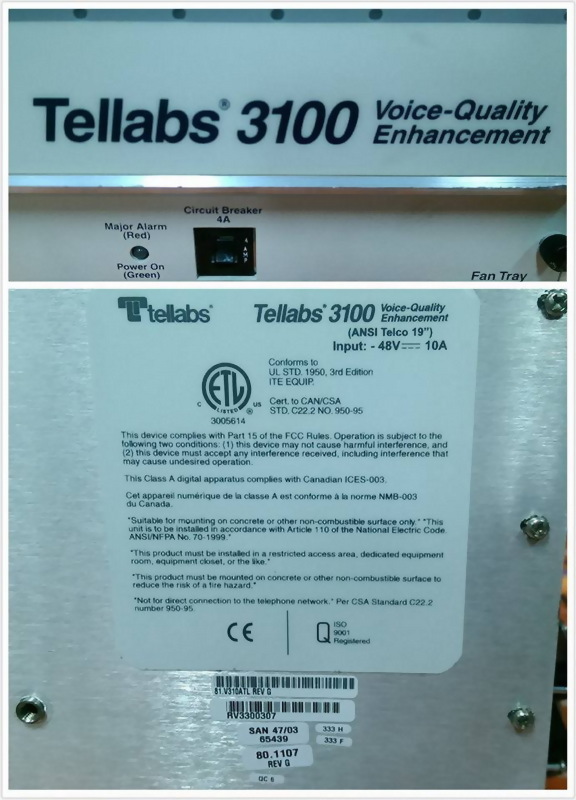 Tellabs® 3100 Voice-Quality
Enhancement
Circuit Breaker
4A
Major Alarm
(Red)
4 AMP
Power On
(Green)
Fan Tray
tellabs®
Tellabs® 3100 Voice-Quality
Enhancement
(ANSI Telco 19")
Input: - 48V⎓ 10A
ETL
LISTED
C US
®
3005614
Conforms to
UL STD. 1950, 3rd Edition
ITE EQUIP.
Cert. to CAN/CSA
STD. C22.2 NO. 950-95
This device complies with Part 15 of the FCC Rules. Operation is subject to the
following two conditions: (1) this device may not cause harmful interference, and
(2) this device must accept any interference received, including interference that
may cause undesired operation.
This Class A digital apparatus complies with Canadian ICES-003.
Cet appareil numérique de la classe A est conforme à la norme NMB-003
du Canada.
"Suitable for mounting on concrete or other non-combustible surface only." "This
unit is to be installed in accordance with Article 110 of the National Electric Code.
ANSI/NFPA No. 70-1999."
"This product must be installed in a restricted access area, dedicated equipment
room, equipment closet, or the like."
"This product must be mounted on concrete or other non-combustible surface to
reduce the risk of a fire hazard."
"Not for direct connection to the telephone network." Per CSA Standard C22.2
number 950-95.
CE
Q ISO
9001
Registered
81.V310ATL REV G
RV3300307
SAN 47/03
65439
333 H
333 F
80.1107
REV G
QC 6